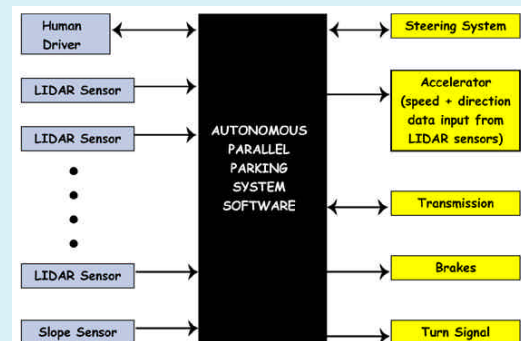 Human
Driver
LIDAR Sensor
LIDAR Sensor
LIDAR Sensor
Slope Sensor
AUTONOMOUS
PARALLEL
PARKING
SYSTEM
SOFTWARE
Steering System
Accelerator
(speed + direction
data input from
LIDAR sensors)
Transmission
Brakes
Turn Signal